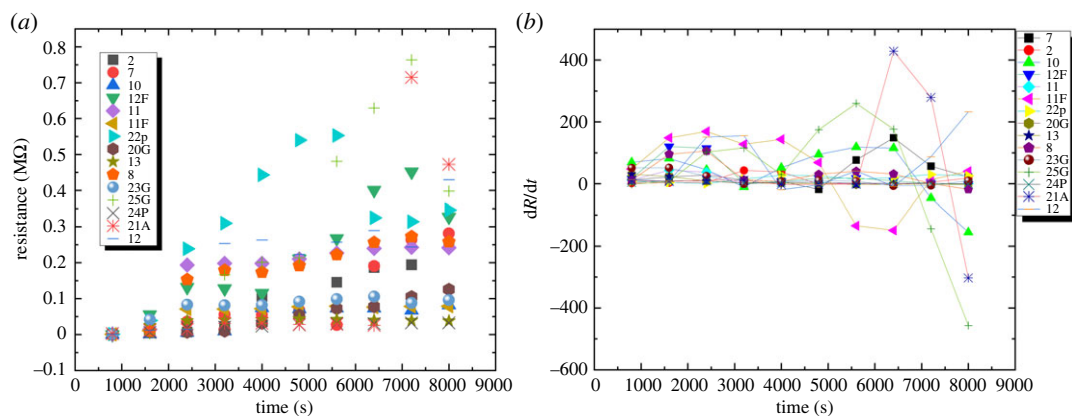 (a)
0.8
0.7
0.6
0.5
0.4
0.3
0.2
0.1
0
–0.1
resistance (MΩ)
2
7
10
12F
11
11F
22p
20G
13
8
23G
25G
24P
21A
12
0 1000 2000 3000 4000 5000 6000 7000 8000 9000
time (s)
(b)
400
200
0
–200
–400
–600
dR/dt
7
2
10
12F
11
11F
22p
20G
13
8
23G
25G
24P
21A
12
0 1000 2000 3000 4000 5000 6000 7000 8000 9000
time (s)